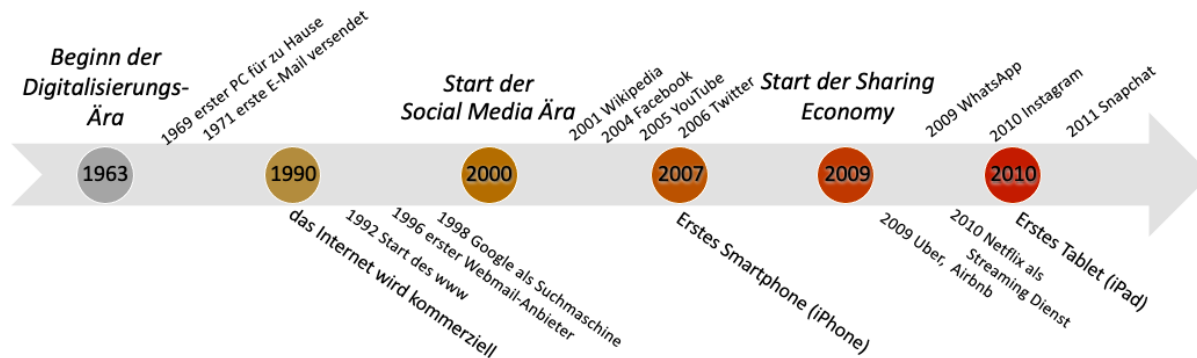 Beginn der
Digitalisierungs-
Ära
1969 erster PC für zu Hause
1971 erste E-Mail versendet
Start der
Social Media Ära
2001 Wikipedia
2004 Facebook
2005 YouTube
2006 Twitter
Start der Sharing
Economy
2009 WhatsApp
2010 Instagram
2011 Snapchat
1963
1990
2000
2007
2009
2010
das Internet wird kommerziell
1992 Start des www
1996 erster Webmail-Anbieter
1998 Google als Suchmaschine
Erstes Smartphone (iPhone)
2009 Uber, Airbnb
2010 Netflix als
Streaming Dienst
Erstes Tablet (iPad)